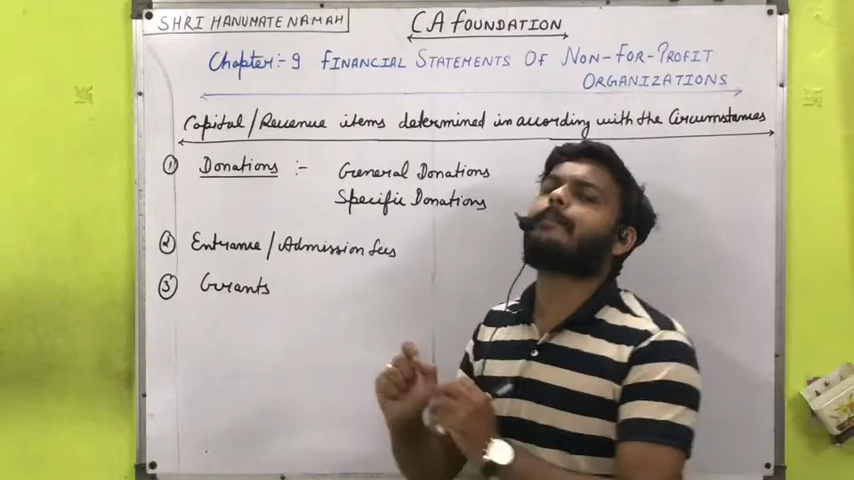 SHRI HANUMATE NAMAH
CA FOUNDATION
Chapter:- 9 FINANCIAL STATEMENTS OF NON-FOR-PROFIT
ORGANIZATIONS
Capital/Revenue items determined in according with the Circumstances
① Donations :- General Donations
Specific Donations
② Entrance/Admission fees
③ Grants